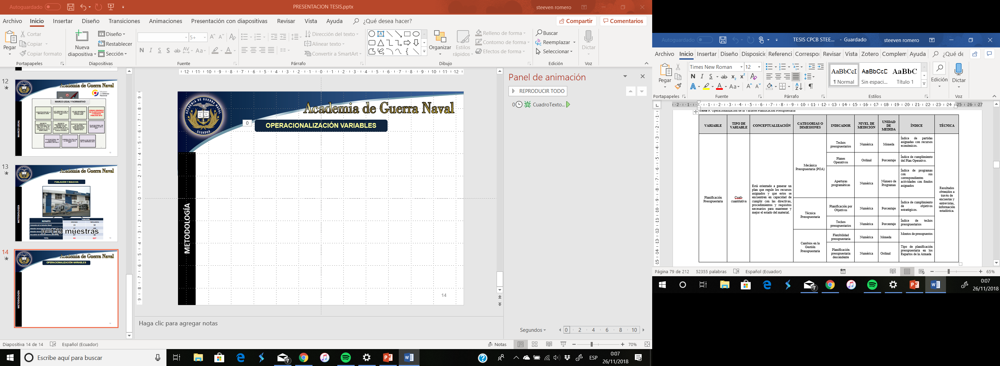 Autoguardado
PRESENTACION TESIS.pptx
steeven romero
Archivo Inicio Insertar Diseño Transiciones Animaciones Presentación con diapositivas Revisar Vista Ayuda ¿Qué desea hacer?
Compartir Comentarios
Pegar
Cortar
Copiar
Copiar formato
Portapapeles
Nueva diapositiva
Diseño
Restablecer
Sección
Diapositivas
5+
N K S S ab AV Aa A
Fuente
Dirección del texto
Alinear texto
Convertir a SmartArt
Párrafo
Organizar
Estilos rápidos
Relleno de forma
Contorno de forma
Efectos de forma
Dibujo
Buscar
Reemplazar
Seleccionar
Edición
Dictar
Voz
12
Academia de Guerra Naval
Ministerio de Defensa Nacional
MARCO LEGAL Y NORMATIVO
MARCO LEGAL
13
Academia de Guerra Naval
POBLACIÓN Y MUESTRA
METODOLOGÍA
REPARTO
POBLACIÓN
n=159 muestras
TOTAL 44 227
14
Academia de Guerra Naval
OPERACIONALIZACIÓN VARIABLES
METODOLOGÍA
ACADEMIA DE GUERRA NAVAL
ECUADOR
Academia de Guerra Naval
0
OPERACIONALIZACIÓN VARIABLES
METODOLOGÍA
14
Haga clic para agregar notas
Panel de animación
REPRODUCIR TODO
0 CuadroTexto...
Segundos 0 2 4 6 8 10
Diapositiva 14 de 14 Español (Ecuador)
Notas
70%
Escribe aquí para buscar
7
ESP
0:07
26/11/2018
Autoguardado
TESIS CPCB STEE... - Guardado
steeven romero
Archivo Inicio Insertar Diseño Disposic Referenci Correspo Revisar Vista Zotero Complem Ayuda ¿Qué de
Pegar
Portapapeles
Times New Roman 12
N I S ab x₂ x²
Fuente
Párrafo
AaBbCcI AaBbCcD AaBbC
¶ Normal Sin espaci... Título 1
Estilos
Edición
Dictar
Voz
Tabla 9. Operacionalización de la Variable Planificación Presupuestaria
VARIABLE
TIPO DE VARIABLE
CONCEPTUALIZACIÓN
CATEGORIAS O DIMESIONES
INDICADOR
NIVEL DE MEDICIÓN
UNIDAD DE MEDIDA
ÍNDICE
TÉCNICA
Planificación Presupuestaria
Cuali-cuantitativa
Está orientado a generar un plan que regule los recursos asignados y que estos se encuentren en capacidad de cumplir con las directivas, procedimientos y requisitos necesarios para mantener y mejor el estado del material.
Mecánica Presupuestaria (POA)
Techos presupuestarios
Numérica
Moneda
Índice de partidas asignadas con recursos económicos.
Planes Operativos
Ordinal
Porcentaje
Índice de cumplimiento del Plan Operativo.
Aperturas programáticas
Numérica
Número de Programas
Índice de programas con sus correspondientes actividades con fondos asignados
Técnica Presupuestaria
Planificación por Objetivos
Numérica
Porcentaje
Índice de cumplimiento de objetivos estratégicos.
Techos presupuestarios
Numérica
Porcentaje
Índice de techos presupuestarios
Cambios en la Gestión Presupuestaria
Flexibilidad presupuestaria
Numérica
Moneda
Montos de presupuestos
Planificación presupuestaria descendente
Numérica
Ordinal
Tipo de planificación presupuestaria en los Repartos de la Armada
Resultados obtenidos a través de encuestas y entrevistas, información estadística.
Página 79 de 212 52355 palabras Español (Ecuador)
65%
7
0:07
26/11/2018